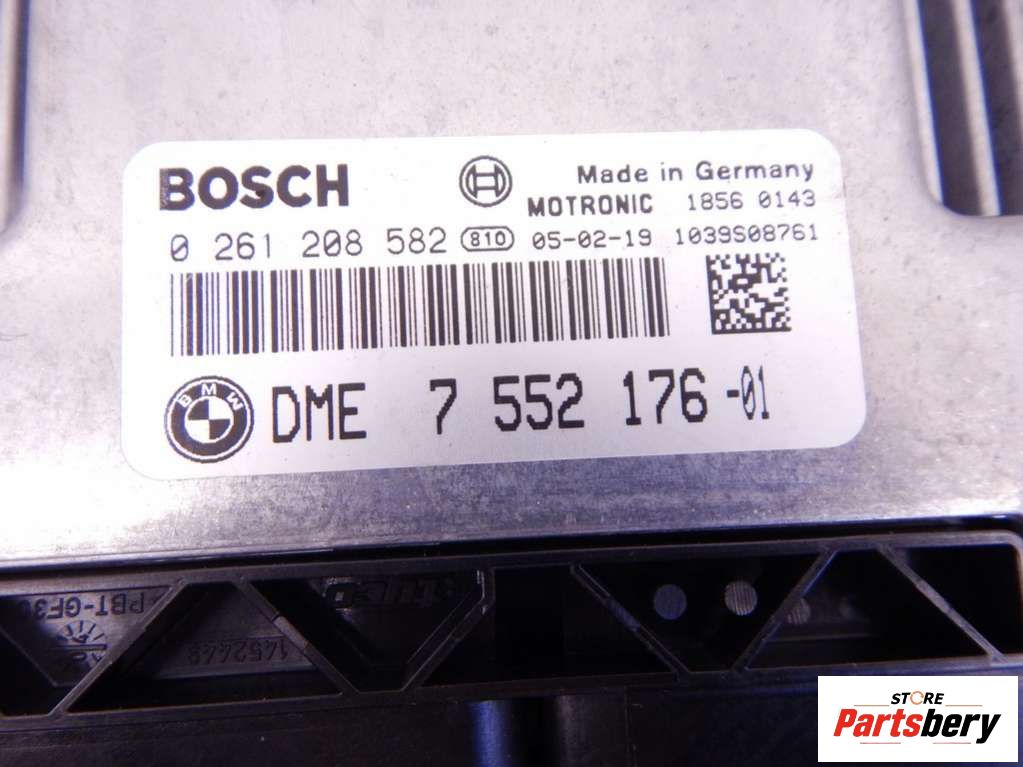 BOSCH
Made in Germany
MOTRONIC 1856 0143
0 261 208 582 810 05-02-19 1039S08761
BMW DME 7 552 176-01
PBT-GF30
1452448
STORE
Partsbery